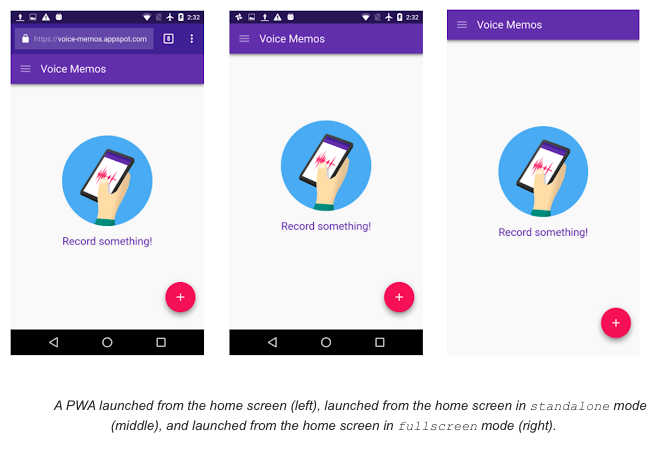 2:32
https://voice-memos.appspot.com
8
Voice Memos
Record something!
+
2:32
Voice Memos
Record something!
+
Voice Memos
Record something!
+
A PWA launched from the home screen (left), launched from the home screen in standalone mode
(middle), and launched from the home screen in fullscreen mode (right).